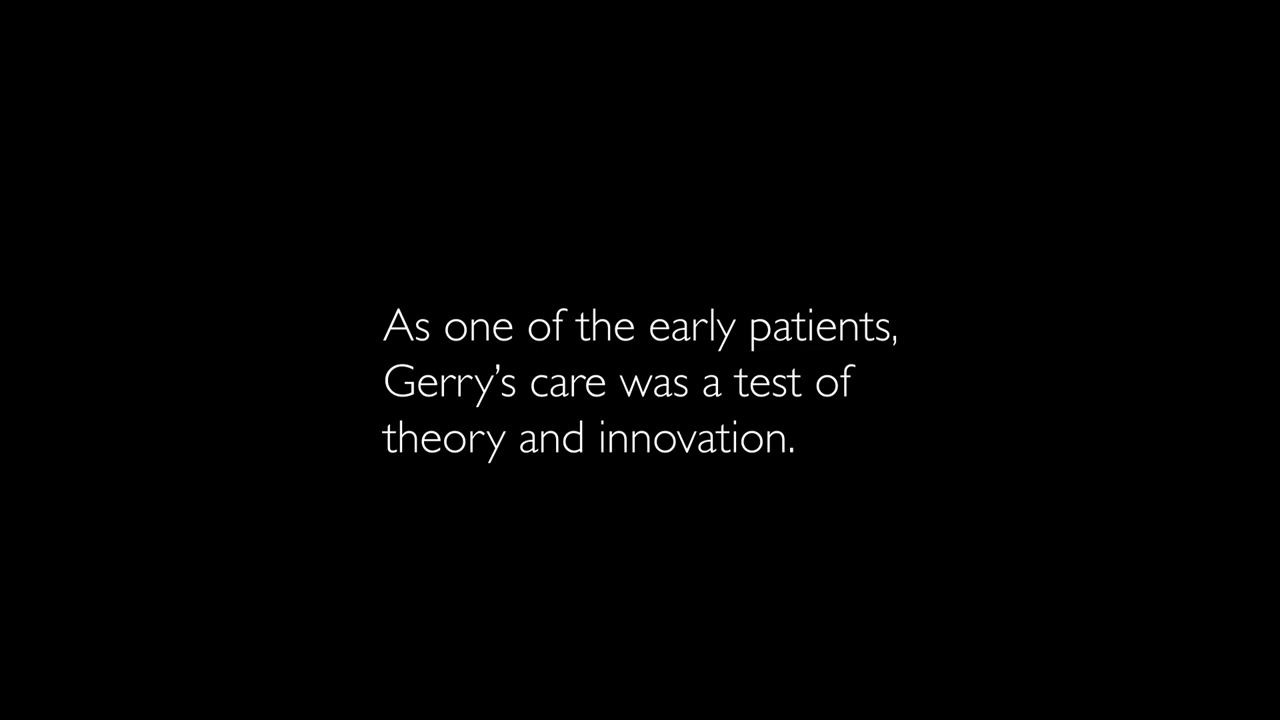 As one of the early patients,
Gerry’s care was a test of
theory and innovation.